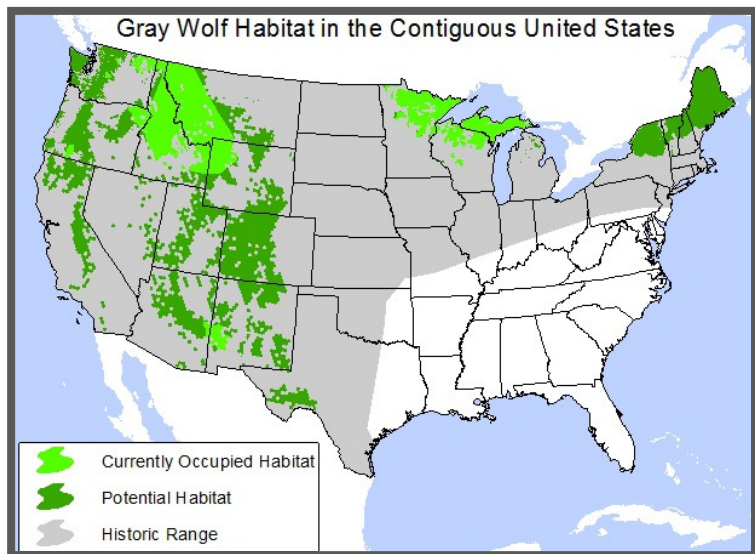 Gray Wolf Habitat in the Contiguous United States
Currently Occupied Habitat
Potential Habitat
Historic Range